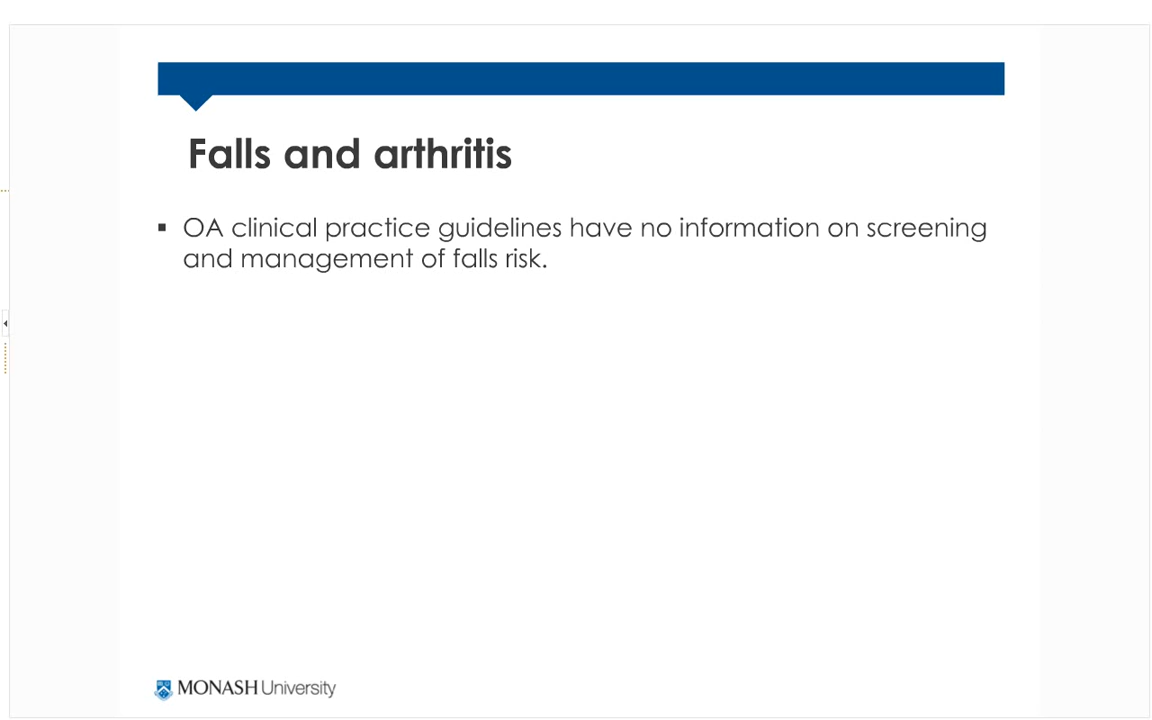 Falls and arthritis
▪ OA clinical practice guidelines have no information on screening
and management of falls risk.
MONASH University